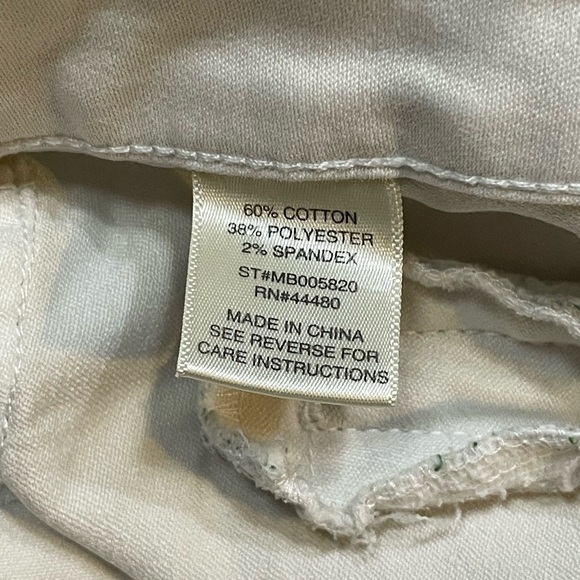 60% COTTON
38% POLYESTER
2% SPANDEX
ST#MB005820
RN#44480
MADE IN CHINA
SEE REVERSE FOR
CARE INSTRUCTIONS